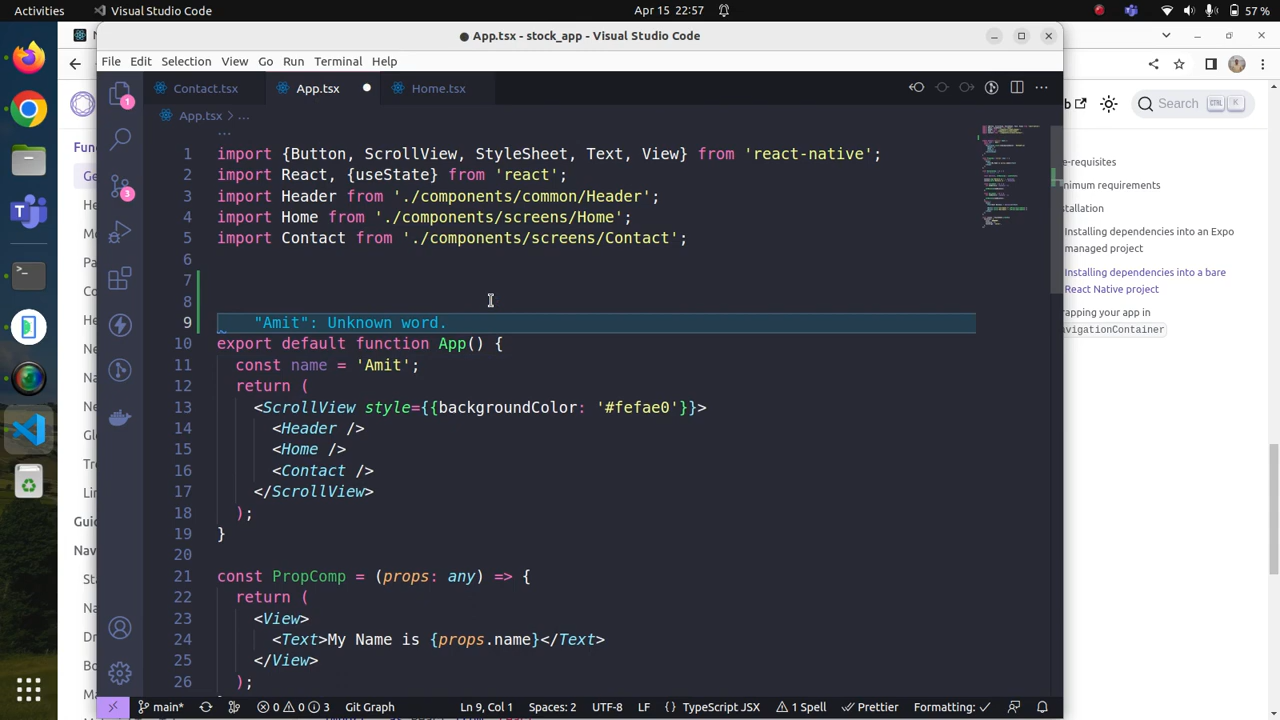 Activities Visual Studio Code Apr 15 22:57 57 %
App.tsx - stock_app - Visual Studio Code
File Edit Selection View Go Run Terminal Help
Contact.tsx App.tsx Home.tsx
App.tsx > ...
1 import {Button, ScrollView, StyleSheet, Text, View} from 'react-native';
2 import React, {useState} from 'react';
3 import Header from './components/common/Header';
4 import Home from './components/screens/Home';
5 import Contact from './components/screens/Contact';
6
7
8
9 "Amit": Unknown word.
10 export default function App() {
11 const name = 'Amit';
12 return (
13 <ScrollView style={{backgroundColor: '#fefae0'}}>
14 <Header />
15 <Home />
16 <Contact />
17 </ScrollView>
18 );
19 }
20
21 const PropComp = (props: any) => {
22 return (
23 <View>
24 <Text>My Name is {props.name}</Text>
25 </View>
26 );
1
3
main* 0 0 3 Git Graph Ln 9, Col 1 Spaces: 2 UTF-8 LF {} TypeScript JSX 1 Spell Prettier Formatting:
Search Ctrl K
e-requisites
nimum requirements
stallation
Installing dependencies into an Expo
managed project
Installing dependencies into a bare
React Native project
rapping your app in
avigationContainer